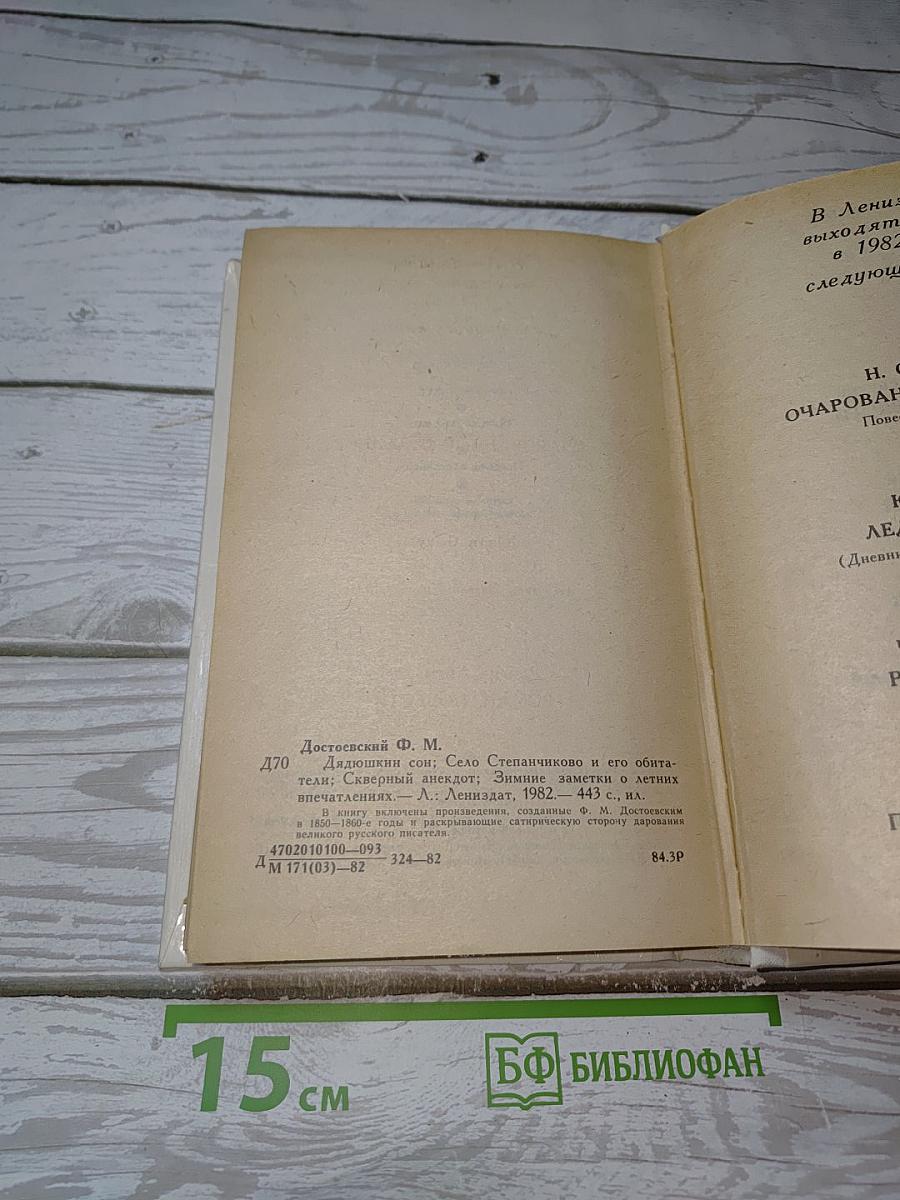 Достоевский Ф. М.
Д70 Дядюшкин сон; Село Степанчиково и его обита-
тели; Скверный анекдот; Зимние заметки о летних
впечатлениях.— Л.: Лениздат, 1982.— 443 с., ил.
В книгу включены произведения, созданные Ф. М. Достоевским
в 1850—1860-е годы и раскрывающие сатирическую сторону дарования
великого русского писателя.
Д 4702010100—093 324—82 84.3Р
М 171(03)—82
В Лениз
выходят
в 1982
следующ
Н. С
ОЧАРОВАН
Пове
ЛЕД
(Дневни
Р
П
15 см
БФ БИБЛИОФАН